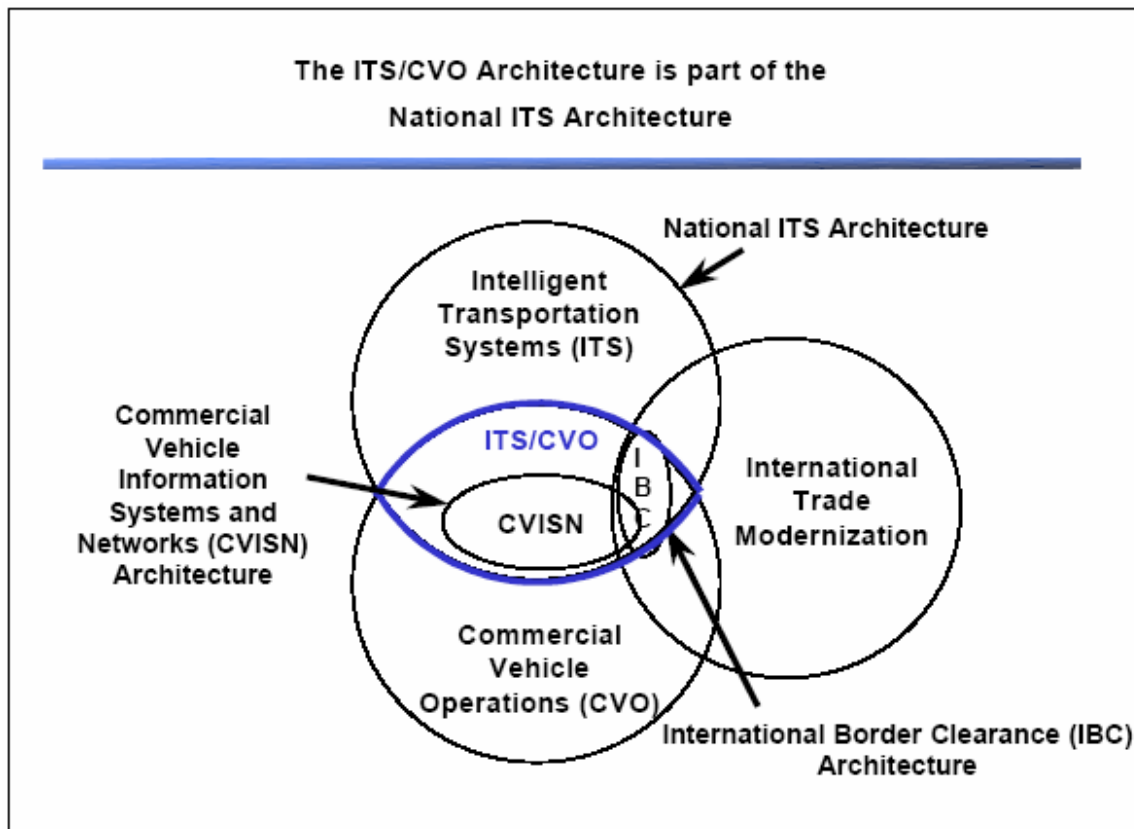 The ITS/CVO Architecture is part of the
National ITS Architecture
National ITS Architecture
Intelligent
Transportation
Systems (ITS)
Commercial
Vehicle
Information
Systems and
Networks (CVISN)
Architecture
ITS/CVO
I
B
C
CVISN
International
Trade
Modernization
Commercial
Vehicle
Operations (CVO)
International Border Clearance (IBC)
Architecture